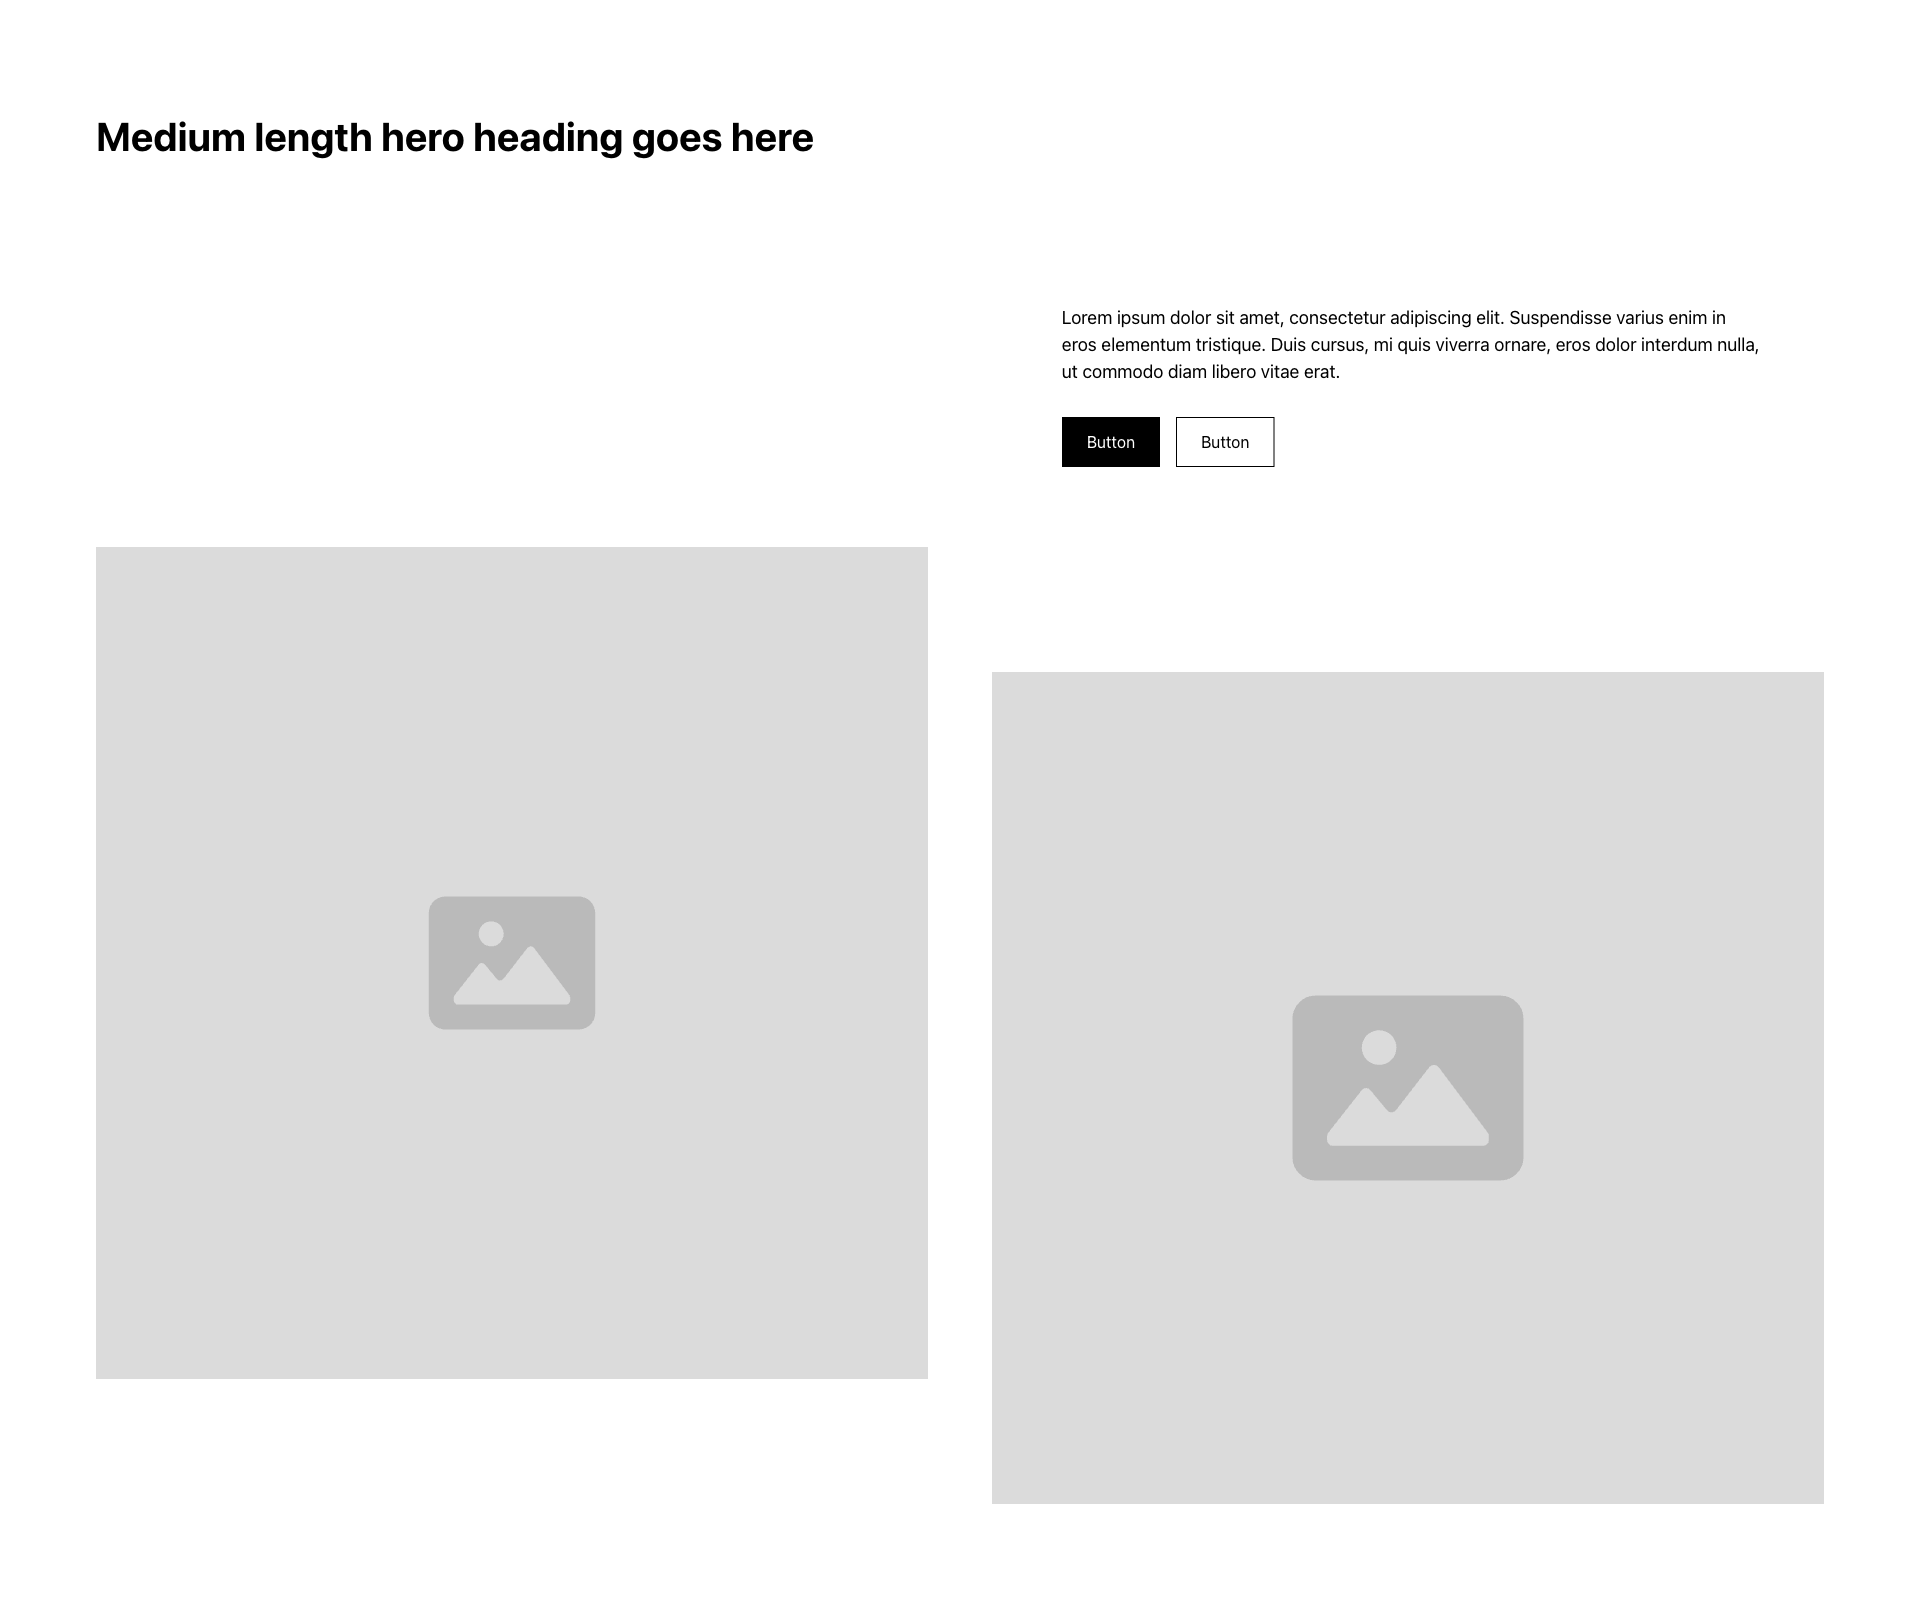 Medium length hero heading goes here
Lorem ipsum dolor sit amet, consectetur adipiscing elit. Suspendisse varius enim in
eros elementum tristique. Duis cursus, mi quis viverra ornare, eros dolor interdum nulla,
ut commodo diam libero vitae erat.
Button
Button